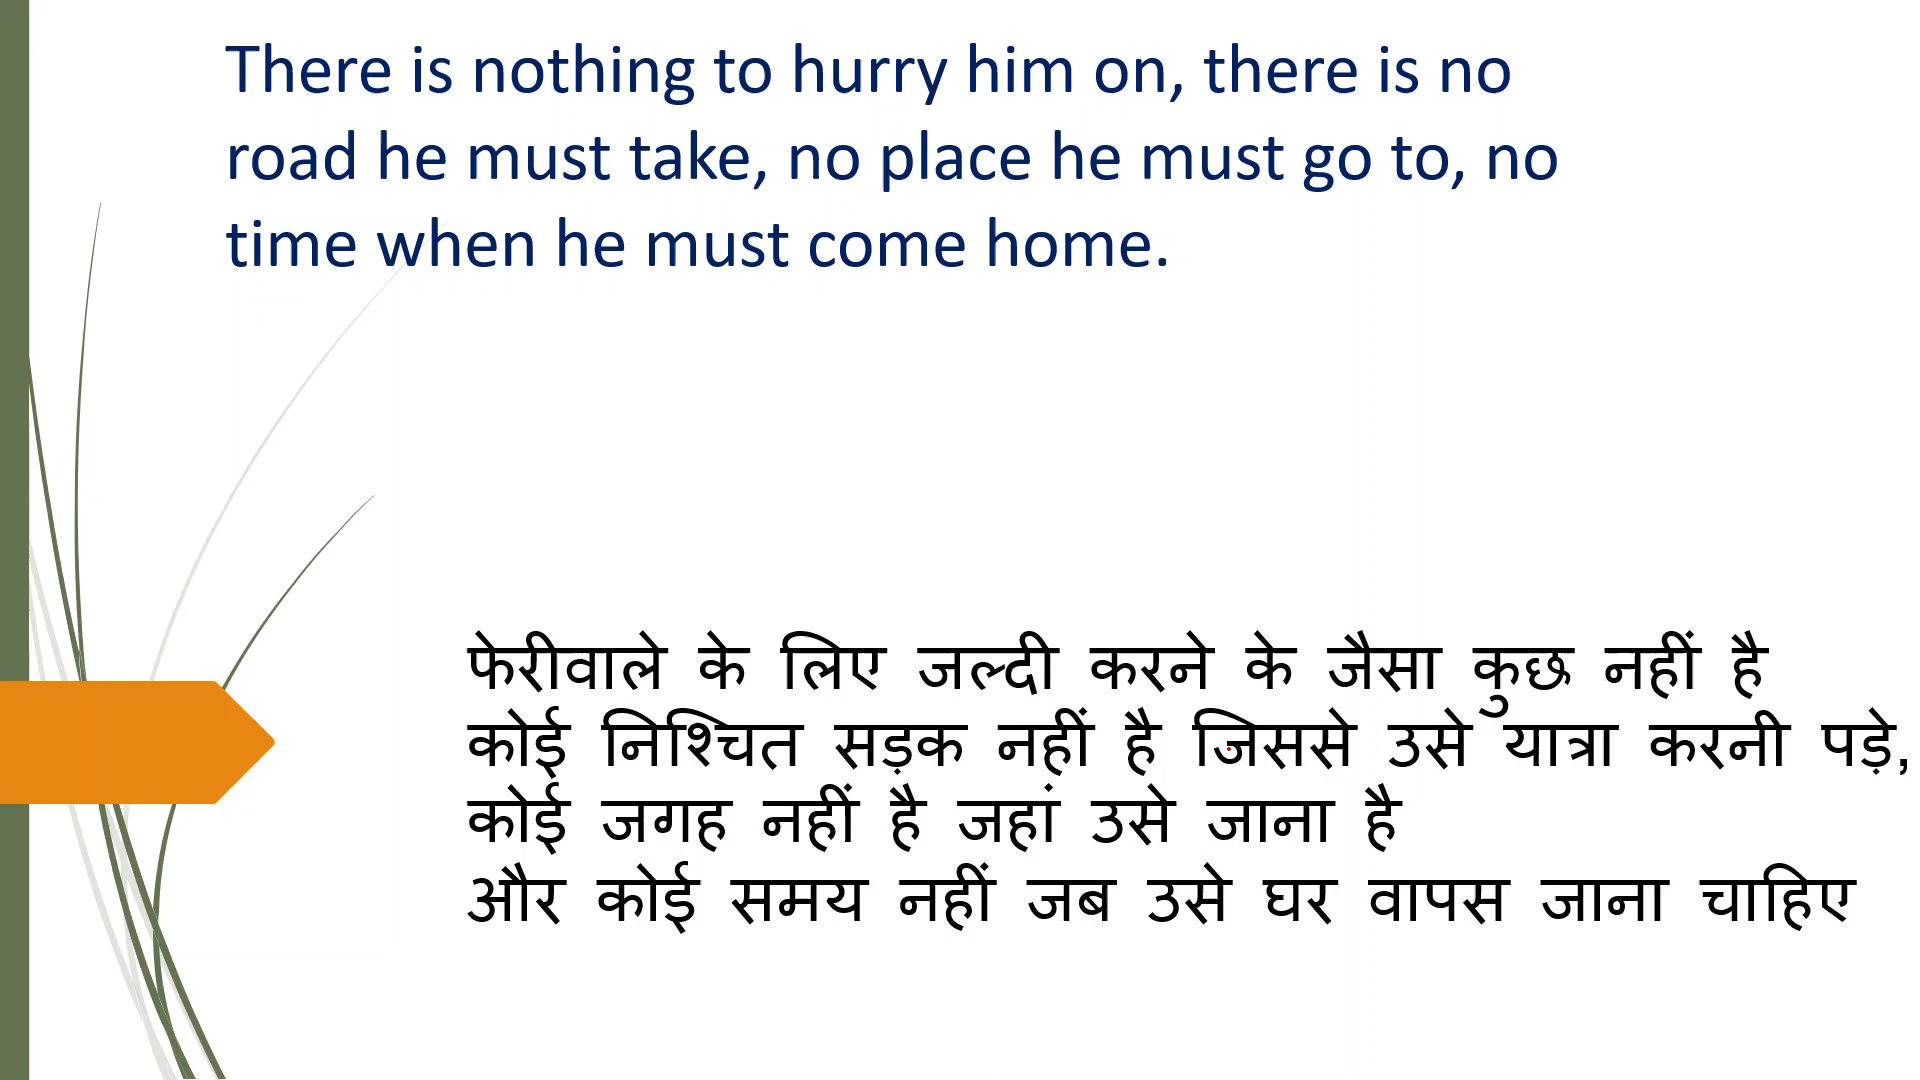 There is nothing to hurry him on, there is no
road he must take, no place he must go to, no
time when he must come home.
फेरीवाले के लिए जल्दी करने के जैसा कुछ नहीं है
कोई निश्चित सड़क नहीं है जिससे उसे यात्रा करनी पड़े,
कोई जगह नहीं है जहां उसे जाना है
और कोई समय नहीं जब उसे घर वापस जाना चाहिए